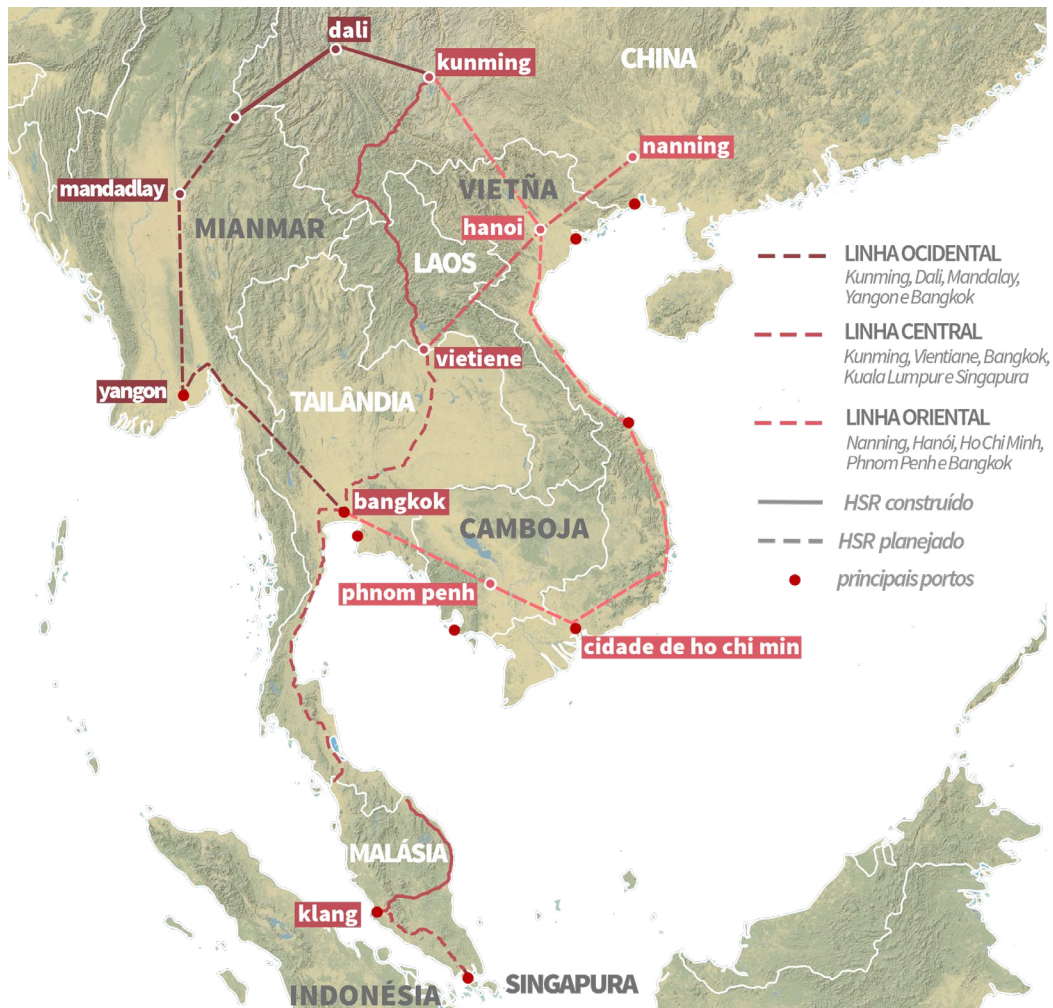 dali
kunming
CHINA
nanning
mandadlay
VIETÑA
MIANMAR
hanoi
LAOS
vietiene
yangon
TAILÂNDIA
bangkok
CAMBOJA
phnom penh
cidade de ho chi min
MALÁSIA
klang
SINGAPURA
INDONÉSIA
LINHA OCIDENTAL
Kunming, Dali, Mandalay,
Yangon e Bangkok
LINHA CENTRAL
Kunming, Vientiane, Bangkok,
Kuala Lumpur e Singapura
LINHA ORIENTAL
Nanning, Hanói, Ho Chi Minh,
Phnom Penh e Bangkok
HSR construído
HSR planejado
principais portos